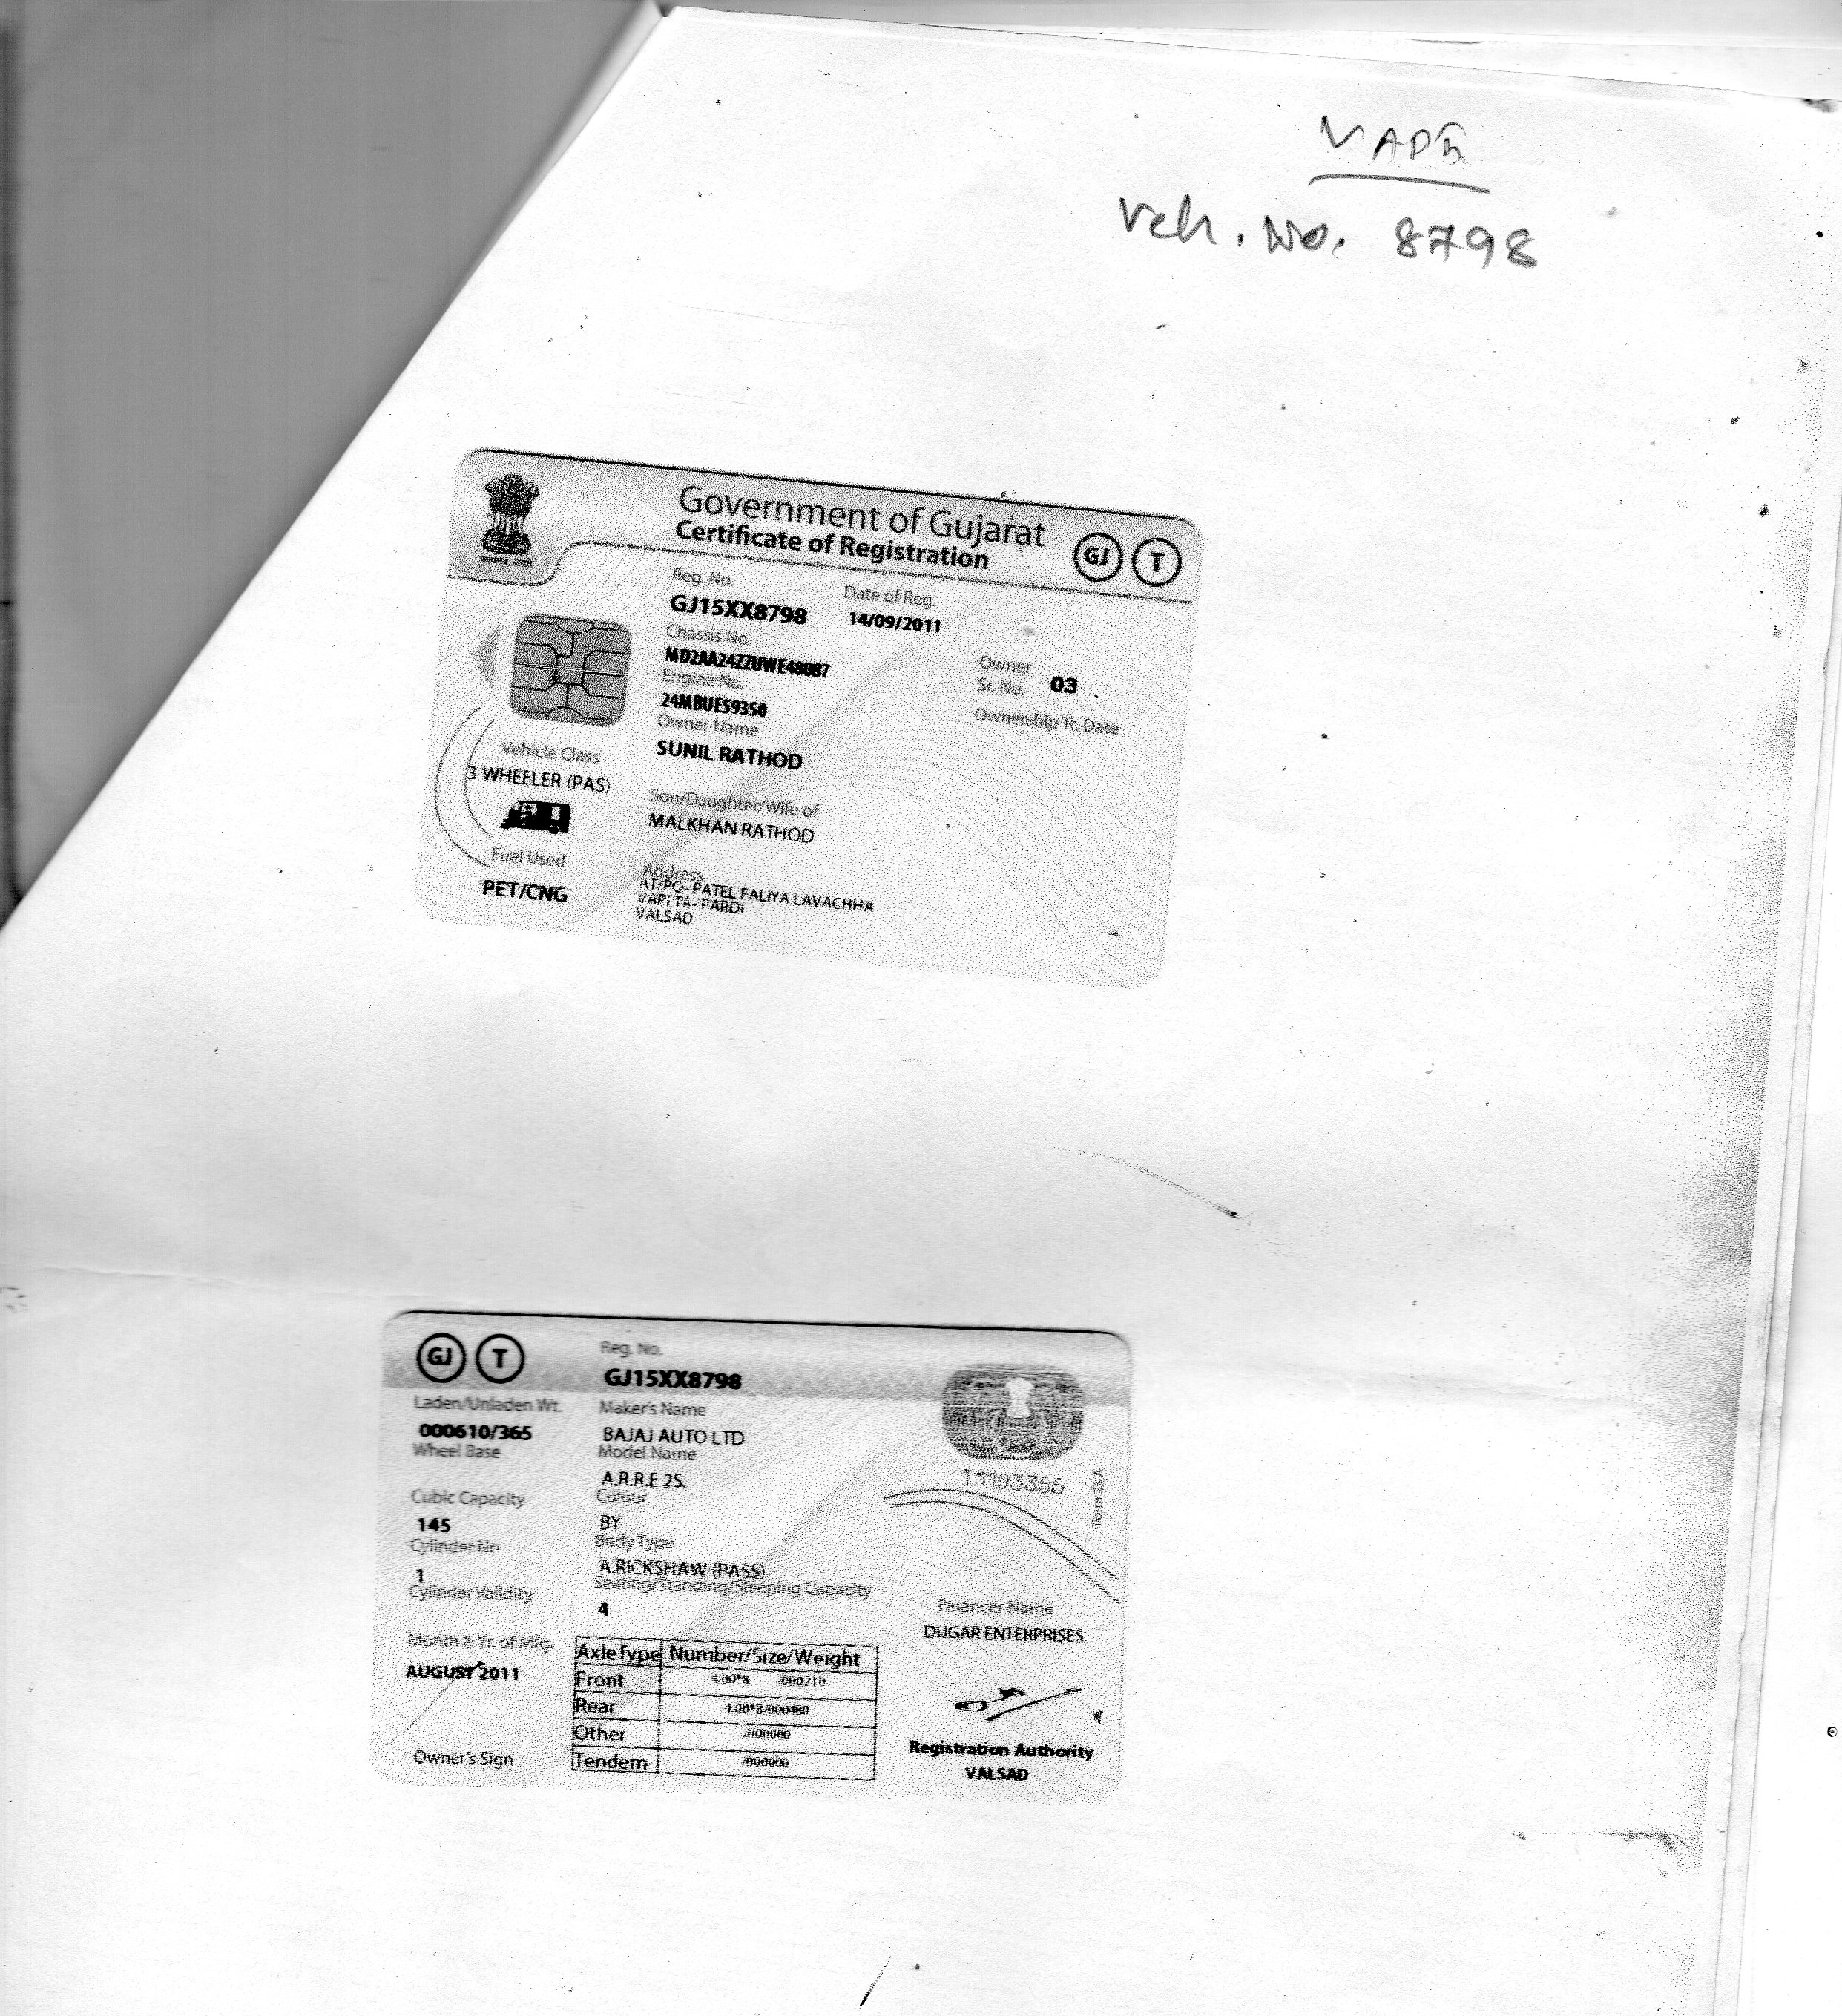 VAPI
Veh. No. 8798
Government of Gujarat
Certificate of Registration
GJ T
Reg. No.
Date of Reg.
GJ15XX8798
14/09/2011
Chassis No.
MD2AA24ZZUWE48087
Owner
Sr. No. 03
Engine No.
24MBUE59350
Ownership Tr. Date
Owner Name
SUNIL RATHOD
Vehicle Class
3 WHEELER (PAS)
Son/Daughter/Wife of
MALKHAN RATHOD
Fuel Used
PET/CNG
Address
AT/PO- PATEL FALIYA LAVACHHA
VAPI TA- PARDI
VALSAD
GJ T
Reg. No.
GJ15XX8798
Laden/Unladen Wt.
000610/365
Maker's Name
BAJAJ AUTO LTD
Wheel Base
Model Name
A.R.R.E 2S.
T1193355
Form 23 A
Cubic Capacity
145
Colour
BY
Cylinder No
1
Body Type
A.RICKSHAW (PASS)
Cylinder Validity
Seating/Standing/Sleeping Capacity
4
Financer Name
DUGAR ENTERPRISES
Month & Yr. of Mfg.
AUGUST 2011
AxleType Number/Size/Weight
Front 4.00*8 /000210
Rear 4.00*8/000480
Other /000000
Tendem /000000
Owner's Sign
Registration Authority
VALSAD